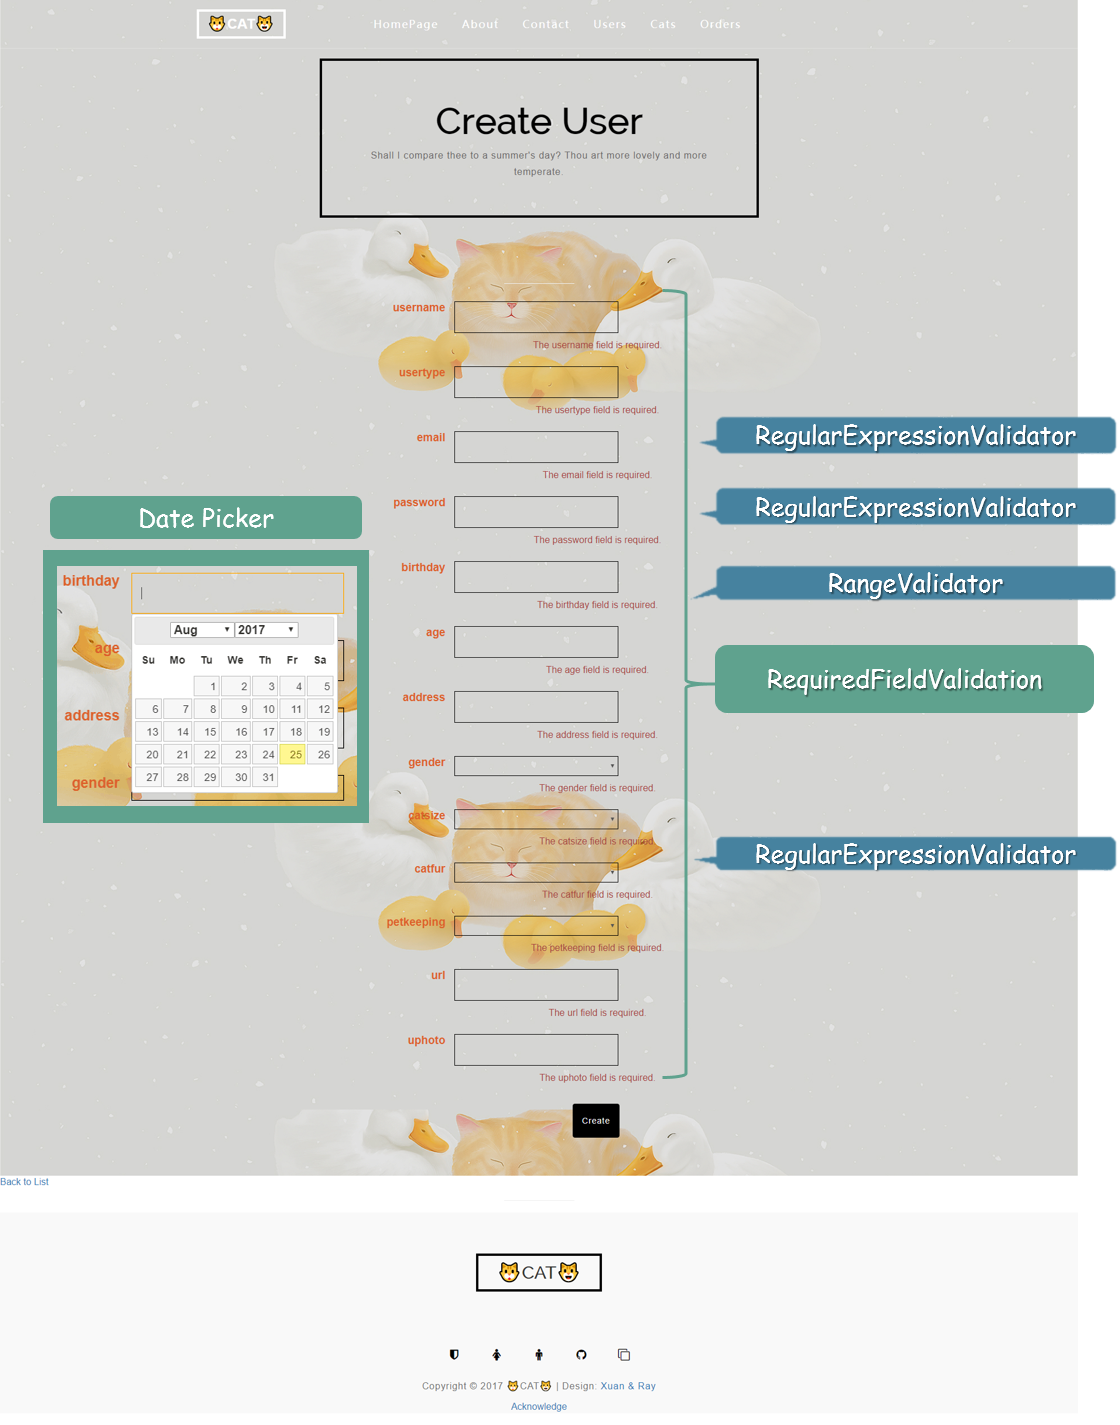 CAT
HomePage About Contact Users Cats Orders
Create User
Shall I compare thee to a summer's day? Thou art more lovely and more
temperate.
username
The username field is required.
usertype
The usertype field is required.
email
RegularExpressionValidator
The email field is required.
password
RegularExpressionValidator
The password field is required.
birthday
RangeValidator
The birthday field is required.
age
The age field is required.
RequiredFieldValidation
address
The address field is required.
gender
The gender field is required.
catsize
The catsize field is required.
RegularExpressionValidator
catfur
The catfur field is required.
petkeeping
The petkeeping field is required.
url
The url field is required.
uphoto
The uphoto field is required.
Create
Date Picker
birthday
Aug 2017
Su Mo Tu We Th Fr Sa
1 2 3 4 5
6 7 8 9 10 11 12
13 14 15 16 17 18 19
20 21 22 23 24 25 26
27 28 29 30 31
age
address
gender
Back to List
CAT
Copyright © 2017 CAT | Design: Xuan & Ray
Acknowledge